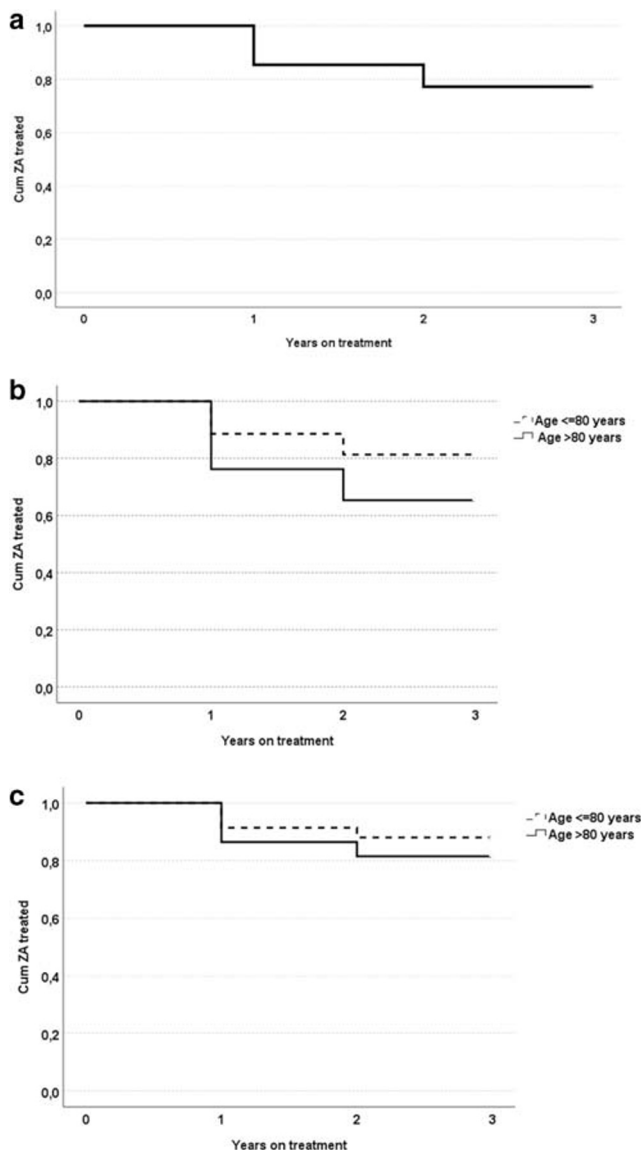 a
1,0
0,8
0,6
0,4
0,2
0,0
Cum ZA treated
0 1 2 3
Years on treatment
b
1,0
0,8
0,6
0,4
0,2
0,0
Cum ZA treated
Age <=80 years
Age >80 years
0 1 2 3
Years on treatment
c
1,0
0,8
0,6
0,4
0,2
0,0
Cum ZA treated
Age <=80 years
Age >80 years
0 1 2 3
Years on treatment